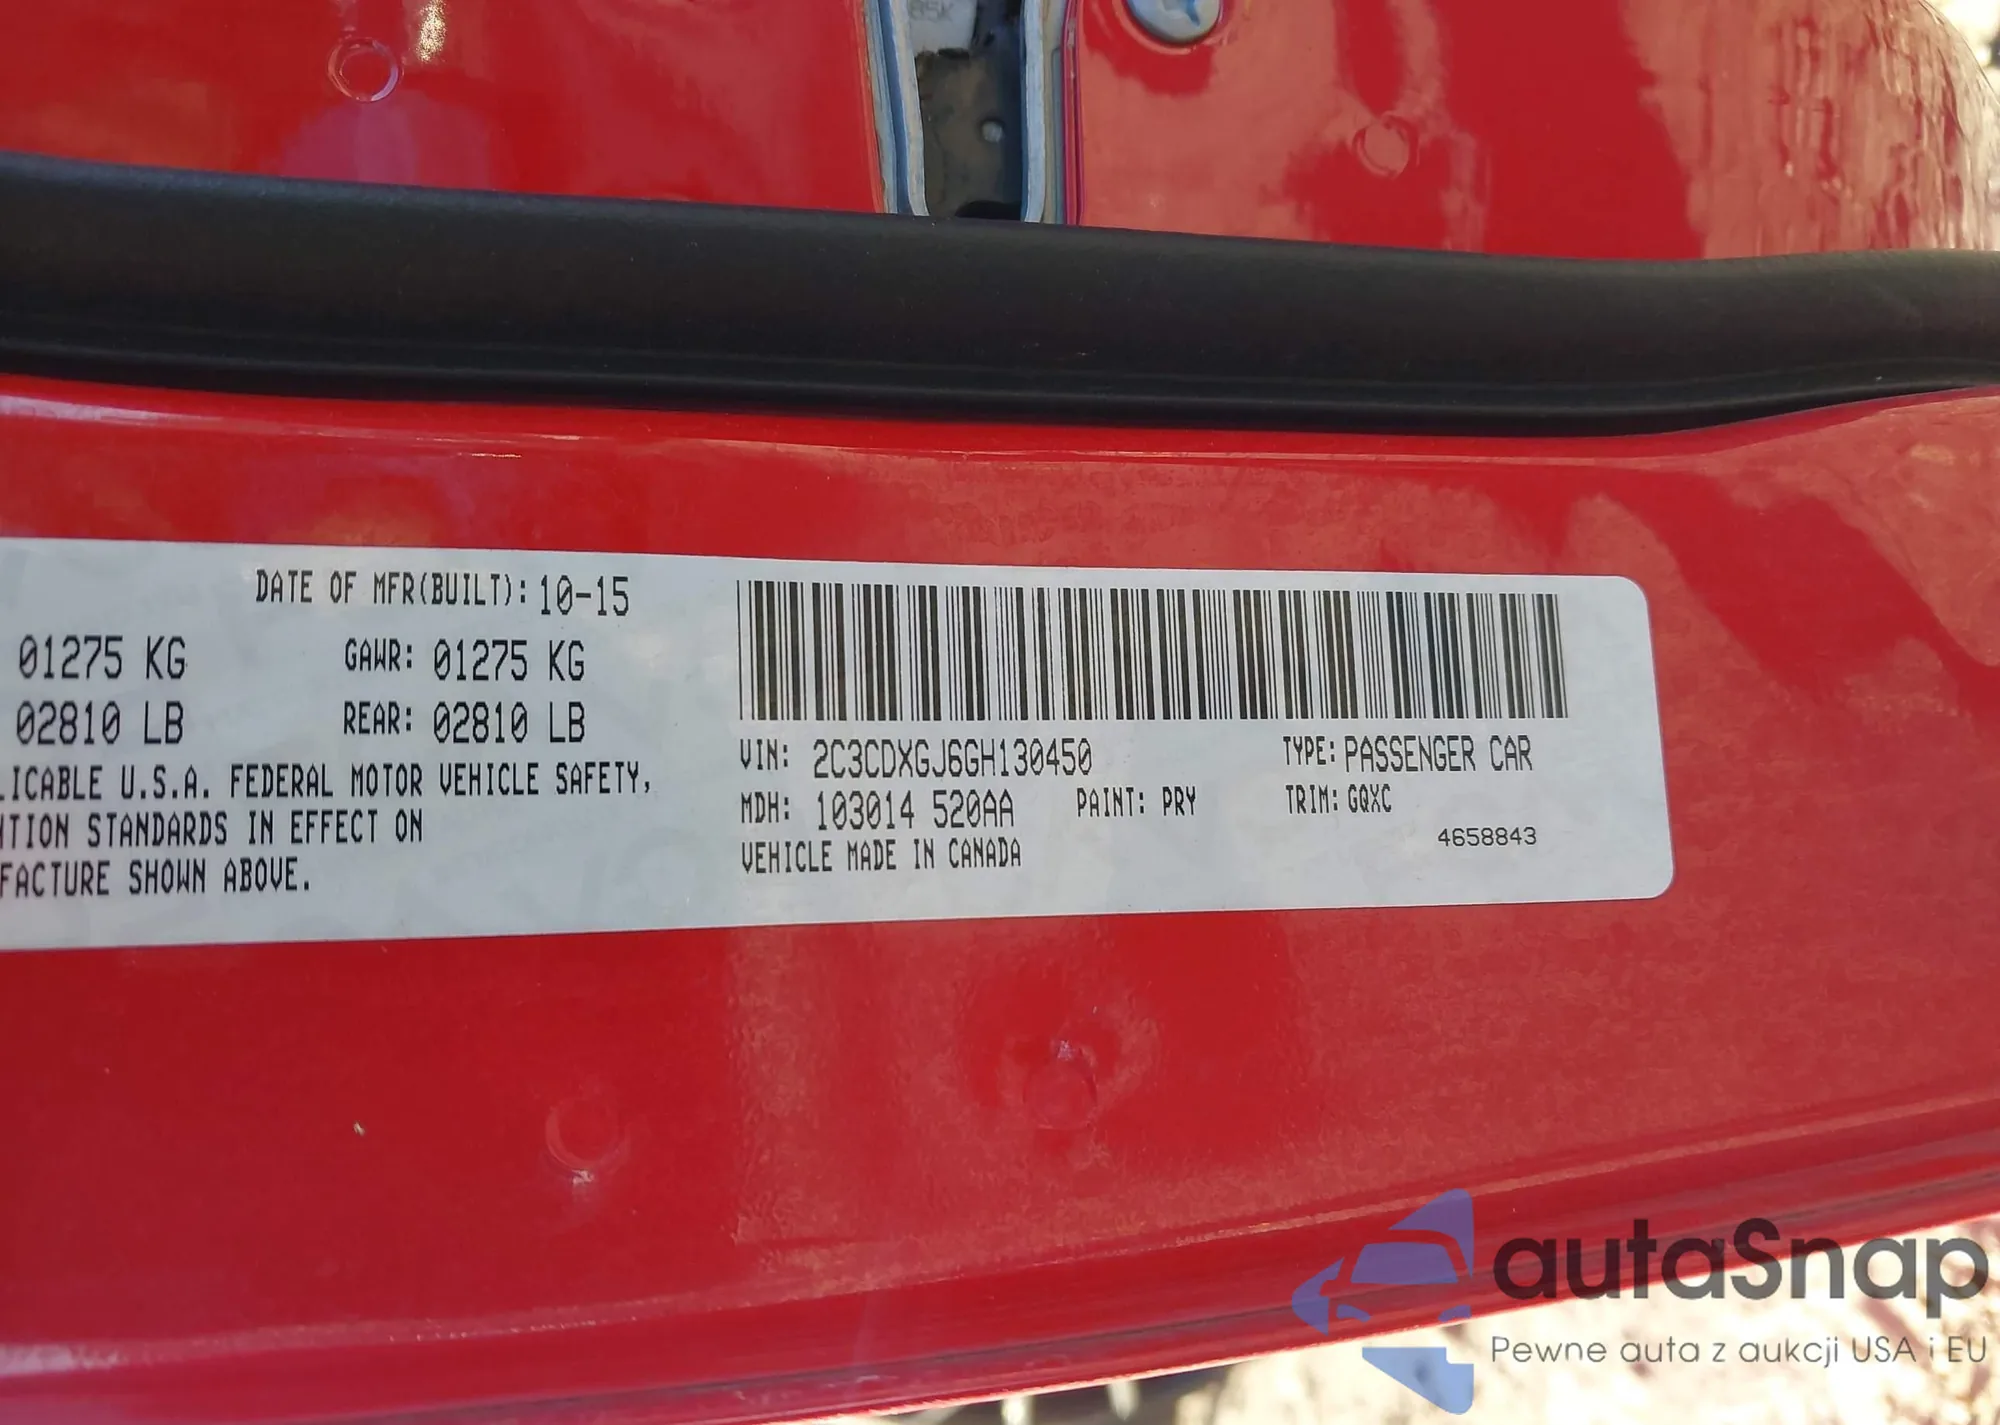 85K
DATE OF MFR(BUILT): 10-15
01275 KG GAWR: 01275 KG
02810 LB REAR: 02810 LB
LICABLE U.S.A. FEDERAL MOTOR VEHICLE SAFETY,
NTION STANDARDS IN EFFECT ON
FACTURE SHOWN ABOVE.
VIN: 2C3CDXGJ6GH130450 TYPE: PASSENGER CAR
MDH: 103014 520AA PAINT: PRY TRIM: GQXC
VEHICLE MADE IN CANADA 4658843
autaSnap
Pewne auta z aukcji USA i EU